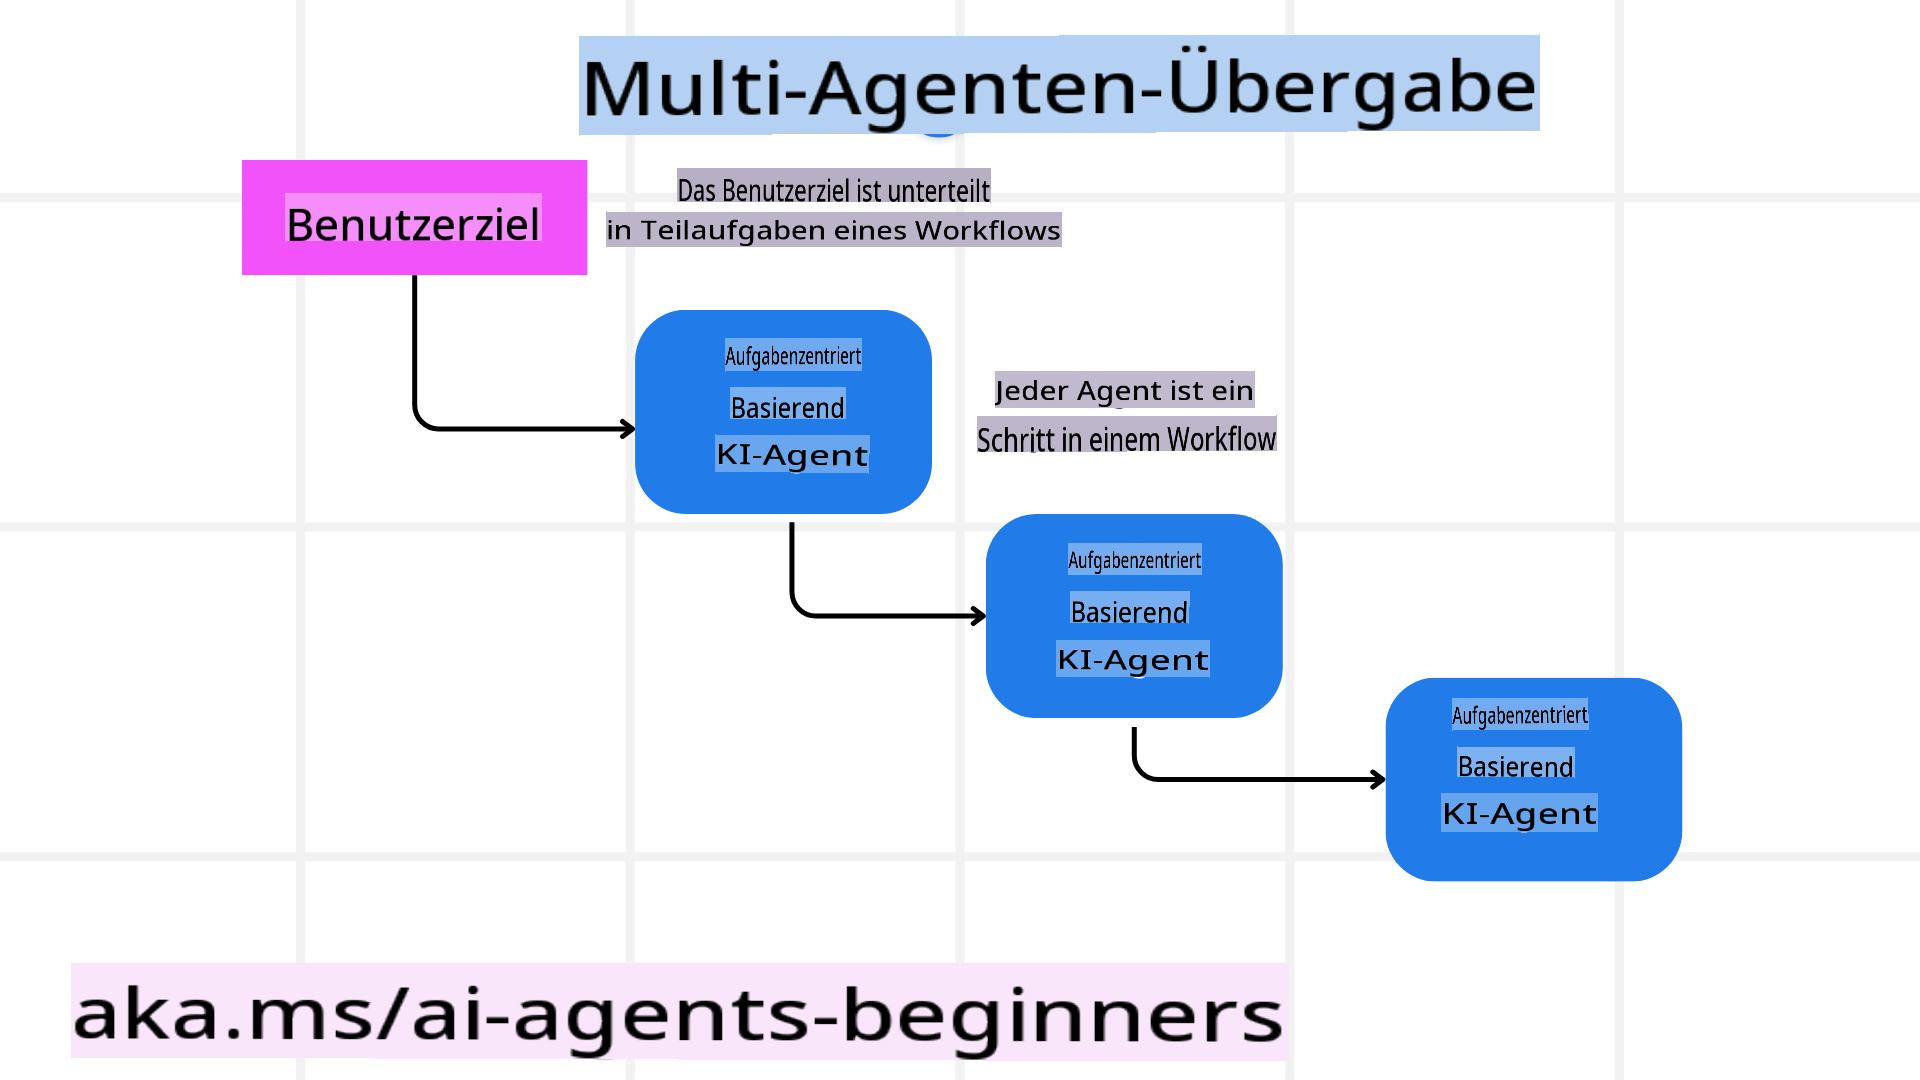 Multi-Agenten-Übergabe
Benutzerziel
Das Benutzerziel ist unterteilt
in Teilaufgaben eines Workflows
Aufgabenzentriert
Basierend
KI-Agent
Jeder Agent ist ein
Schritt in einem Workflow
Aufgabenzentriert
Basierend
KI-Agent
Aufgabenzentriert
Basierend
KI-Agent
aka.ms/ai-agents-beginners